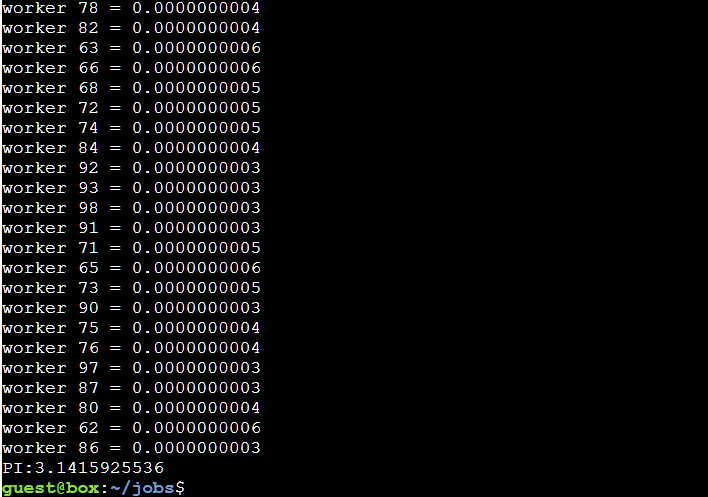 worker 78 = 0.0000000004
worker 82 = 0.0000000004
worker 63 = 0.0000000006
worker 66 = 0.0000000006
worker 68 = 0.0000000005
worker 72 = 0.0000000005
worker 74 = 0.0000000005
worker 84 = 0.0000000004
worker 92 = 0.0000000003
worker 93 = 0.0000000003
worker 98 = 0.0000000003
worker 91 = 0.0000000003
worker 71 = 0.0000000005
worker 65 = 0.0000000006
worker 73 = 0.0000000005
worker 90 = 0.0000000003
worker 75 = 0.0000000004
worker 76 = 0.0000000004
worker 97 = 0.0000000003
worker 87 = 0.0000000003
worker 80 = 0.0000000004
worker 62 = 0.0000000006
worker 86 = 0.0000000003
PI:3.1415925536
guest@box:~/jobs$